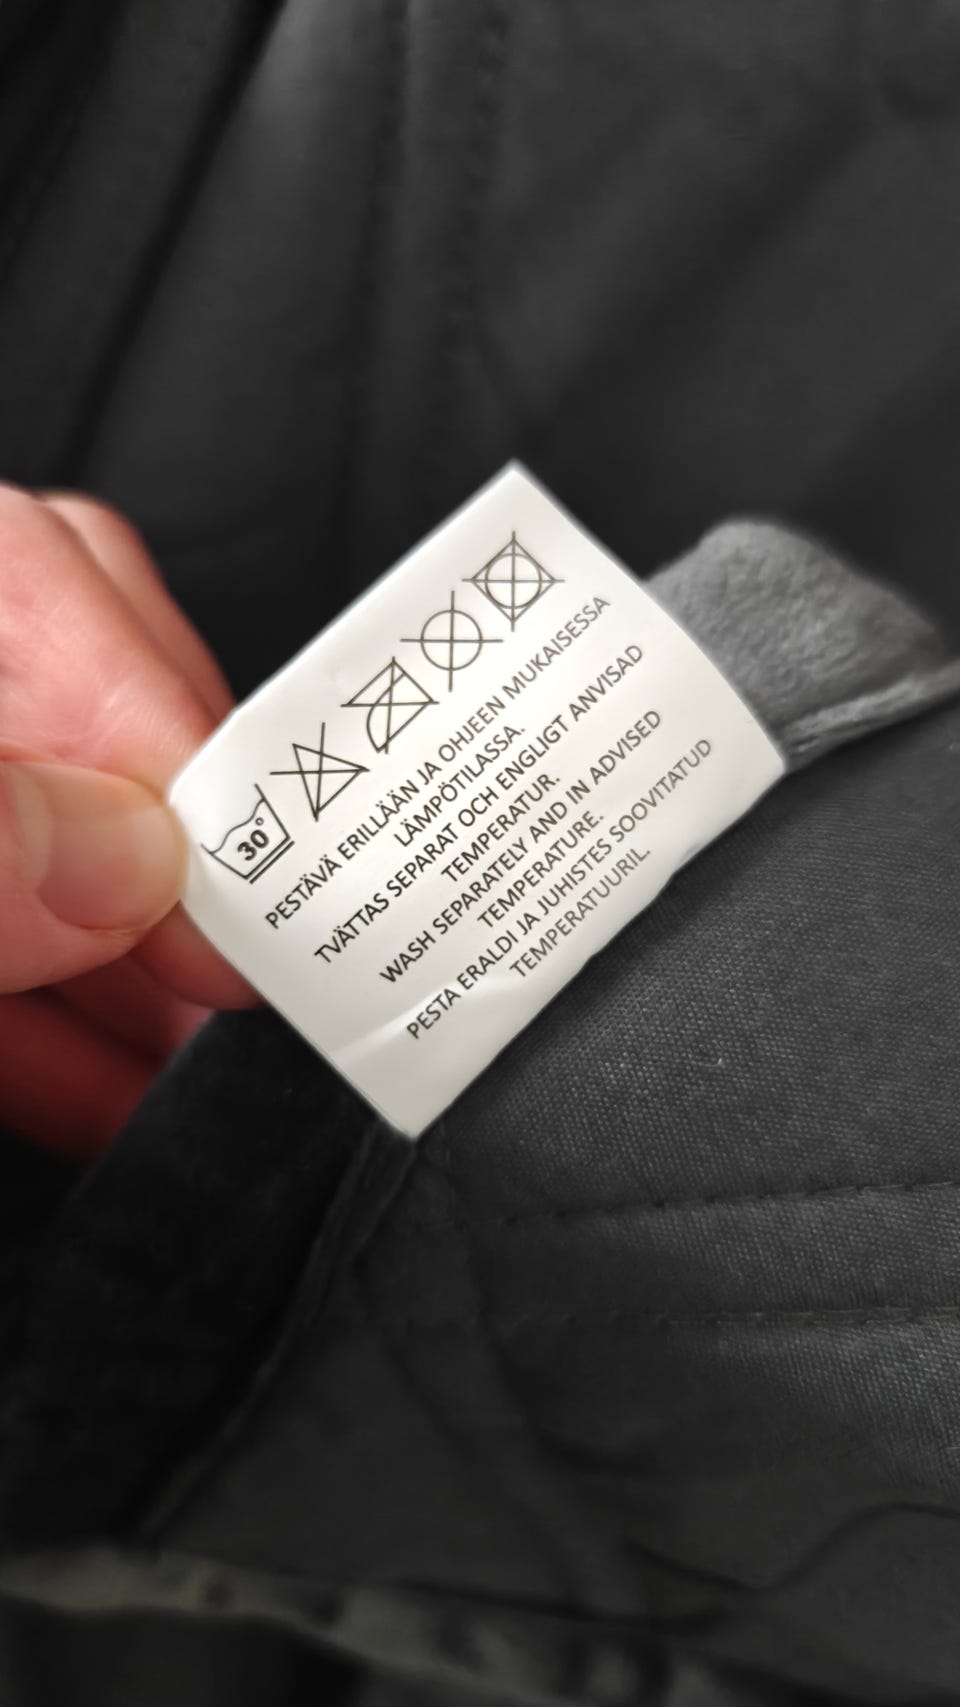 30°
PESTÄVÄ ERILLÄÄN JA OHJEEN MUKAISESSA
LÄMPÖTILASSA.
TVÄTTAS SEPARAT OCH ENGLIGT ANVISAD
TEMPERATUR.
WASH SEPARATELY AND IN ADVISED
TEMPERATURE.
PESTA ERALDI JA JUHISTES SOOVITATUD
TEMPERATUURIL.